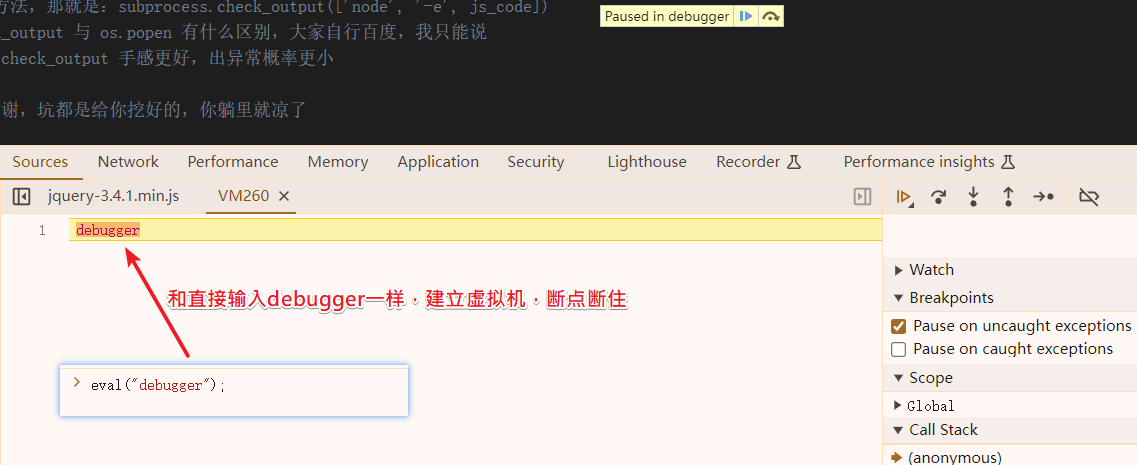 方法，那就是：subprocess.check_output(['node', '-e', js_code])
Paused in debugger
_output 与 os.popen 有什么区别，大家自行百度，我只能说
check_output 手感更好，出异常概率更小
谢，坑都是给你挖好的，你躺里就凉了
Sources Network Performance Memory Application Security Lighthouse Recorder Performance insights
jquery-3.4.1.min.js VM260
1 debugger
和直接输入debugger一样，建立虚拟机，断点断住
> eval("debugger");
Watch
Breakpoints
Pause on uncaught exceptions
Pause on caught exceptions
Scope
Global
Call Stack
(anonymous)